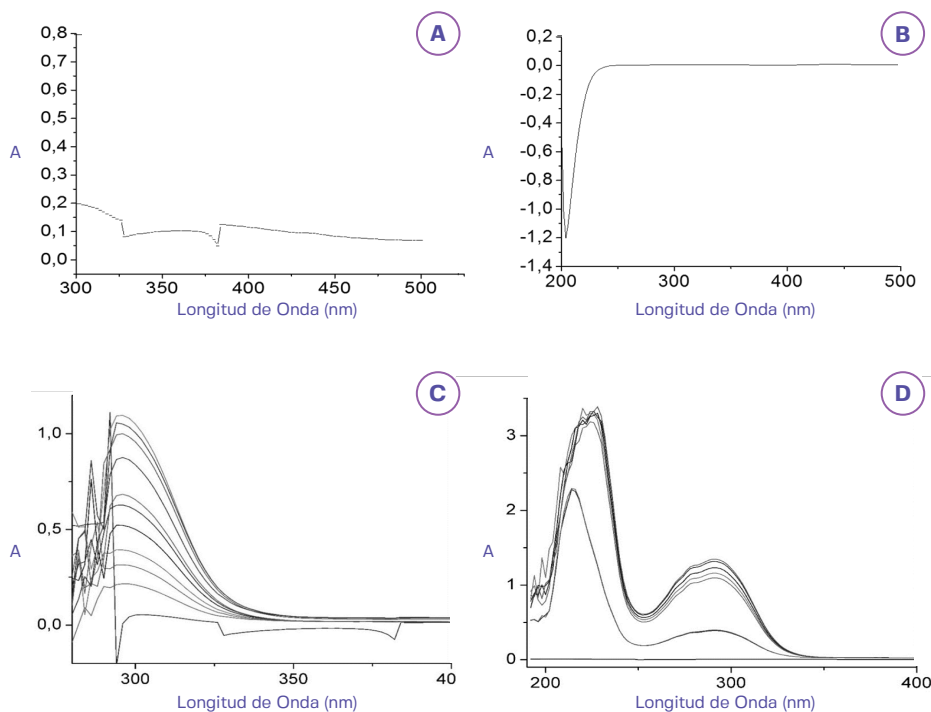 A
0,8
0,7
0,6
0,5
0,4
0,3
0,2
0,1
0,0
A
300 350 400 450 500
Longitud de Onda (nm)
B
0,2
0,0
-0,2
-0,4
-0,6
-0,8
-1,0
-1,2
-1,4
A
200 300 400 500
Longitud de Onda (nm)
C
1,0
0,5
0,0
A
300 350 40
Longitud de Onda (nm)
D
3
2
1
0
A
200 300 400
Longitud de Onda (nm)